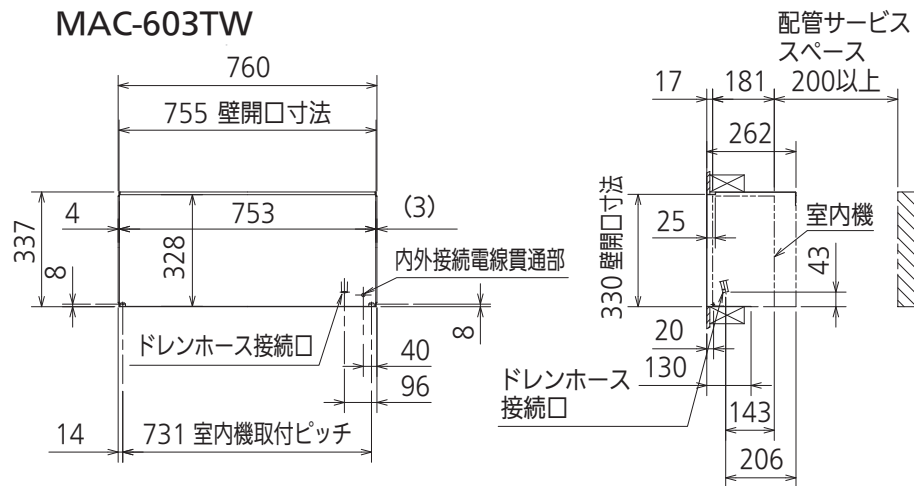 MAC-603TW
760
755 壁開口寸法
337
8
4
753
(3)
328
内外接続電線貫通部
ドレンホース接続口
8
40
96
14
731 室内機取付ピッチ
配管サービス
スペース
17
181
200以上
262
330 壁開口寸法
25
室内機
43
20
130
ドレンホース
接続口
143
206